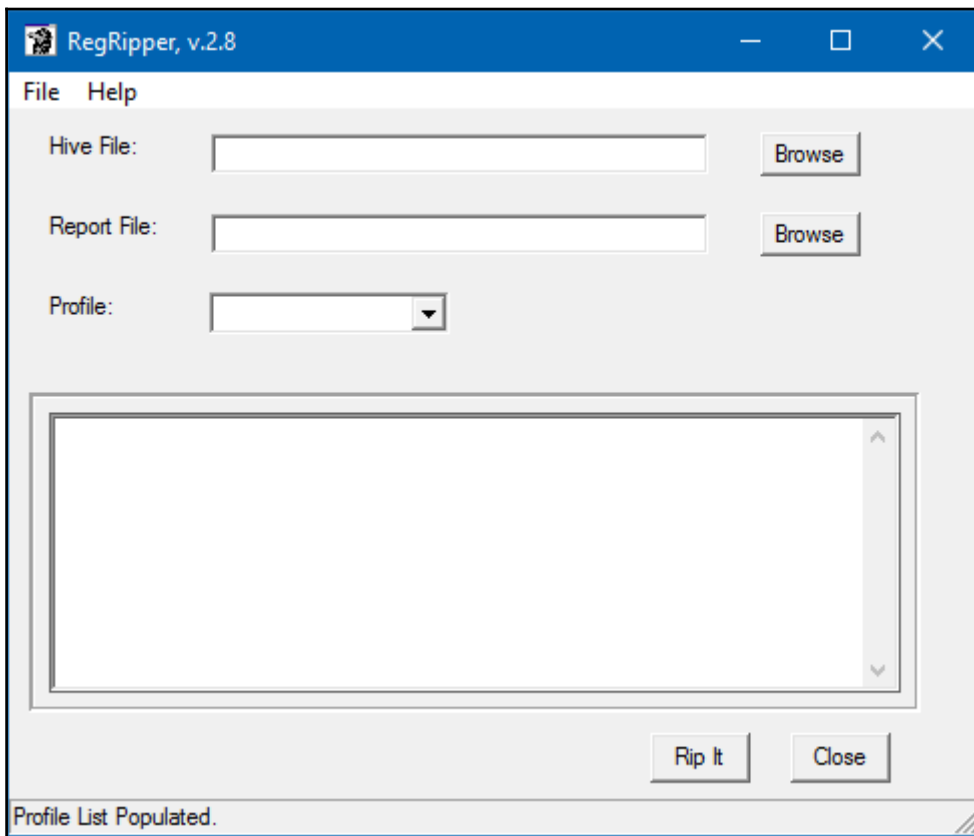 RegRipper, v.2.8
File Help
Hive File: Browse
Report File: Browse
Profile:
Rip It Close
Profile List Populated.